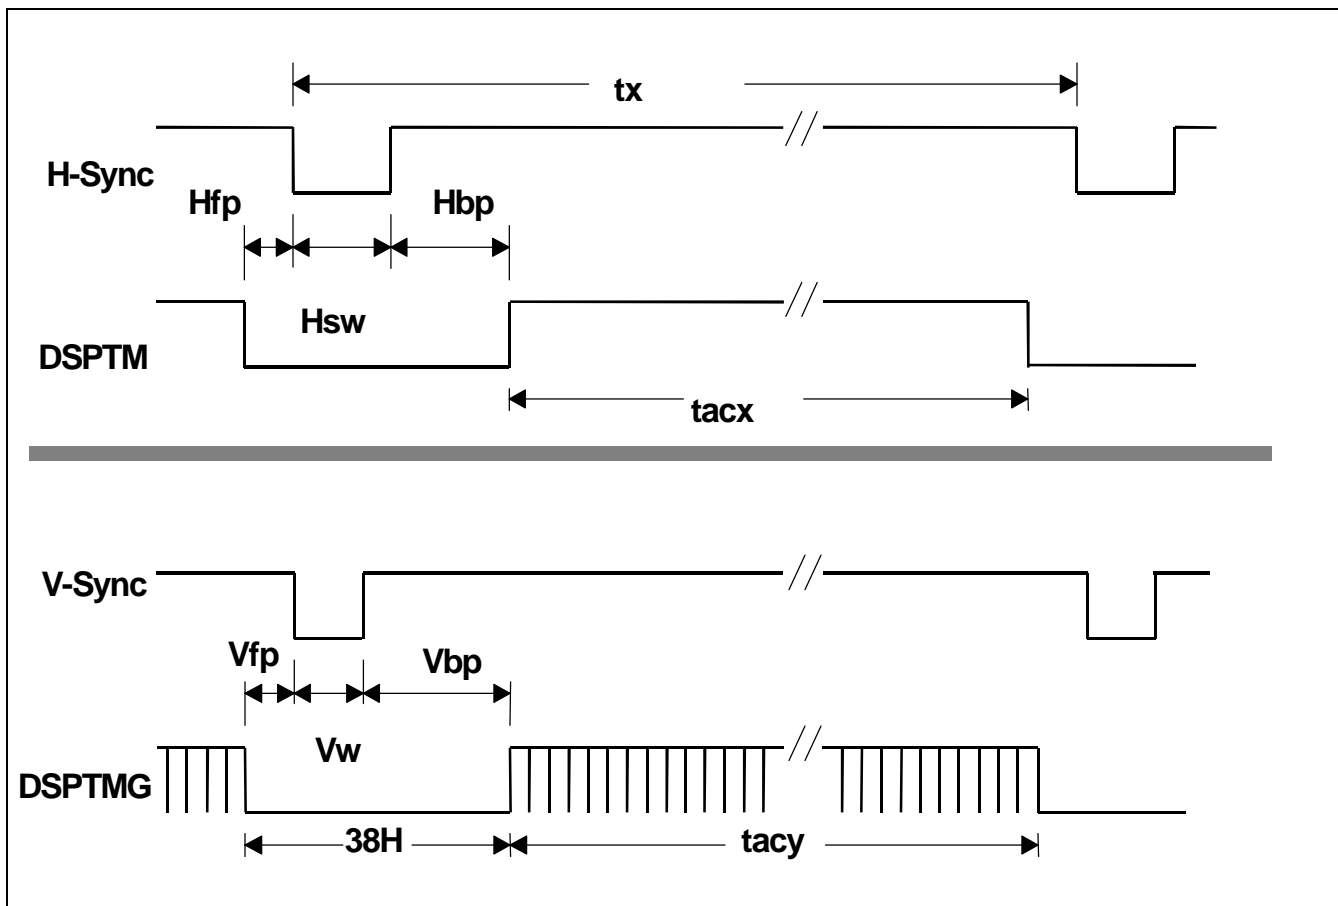 tx
H-Sync
Hfp
Hbp
Hsw
DSPTM
tacx
V-Sync
Vfp
Vbp
Vw
DSPTMG
38H
tacy